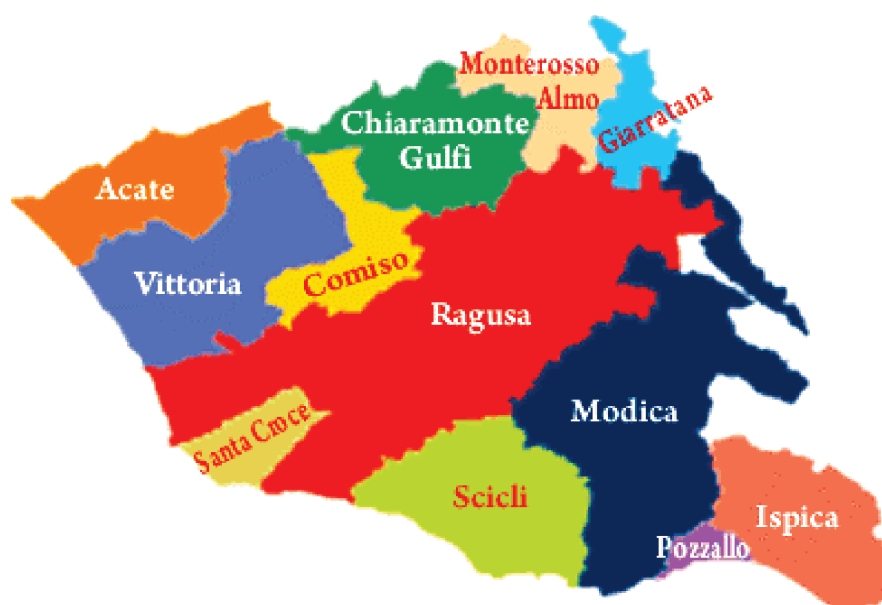 Monterosso
Almo
Giarratana
Chiaramonte
Gulfi
Acate
Vittoria
Comiso
Ragusa
Santa Croce
Modica
Scicli
Ispica
Pozzallo